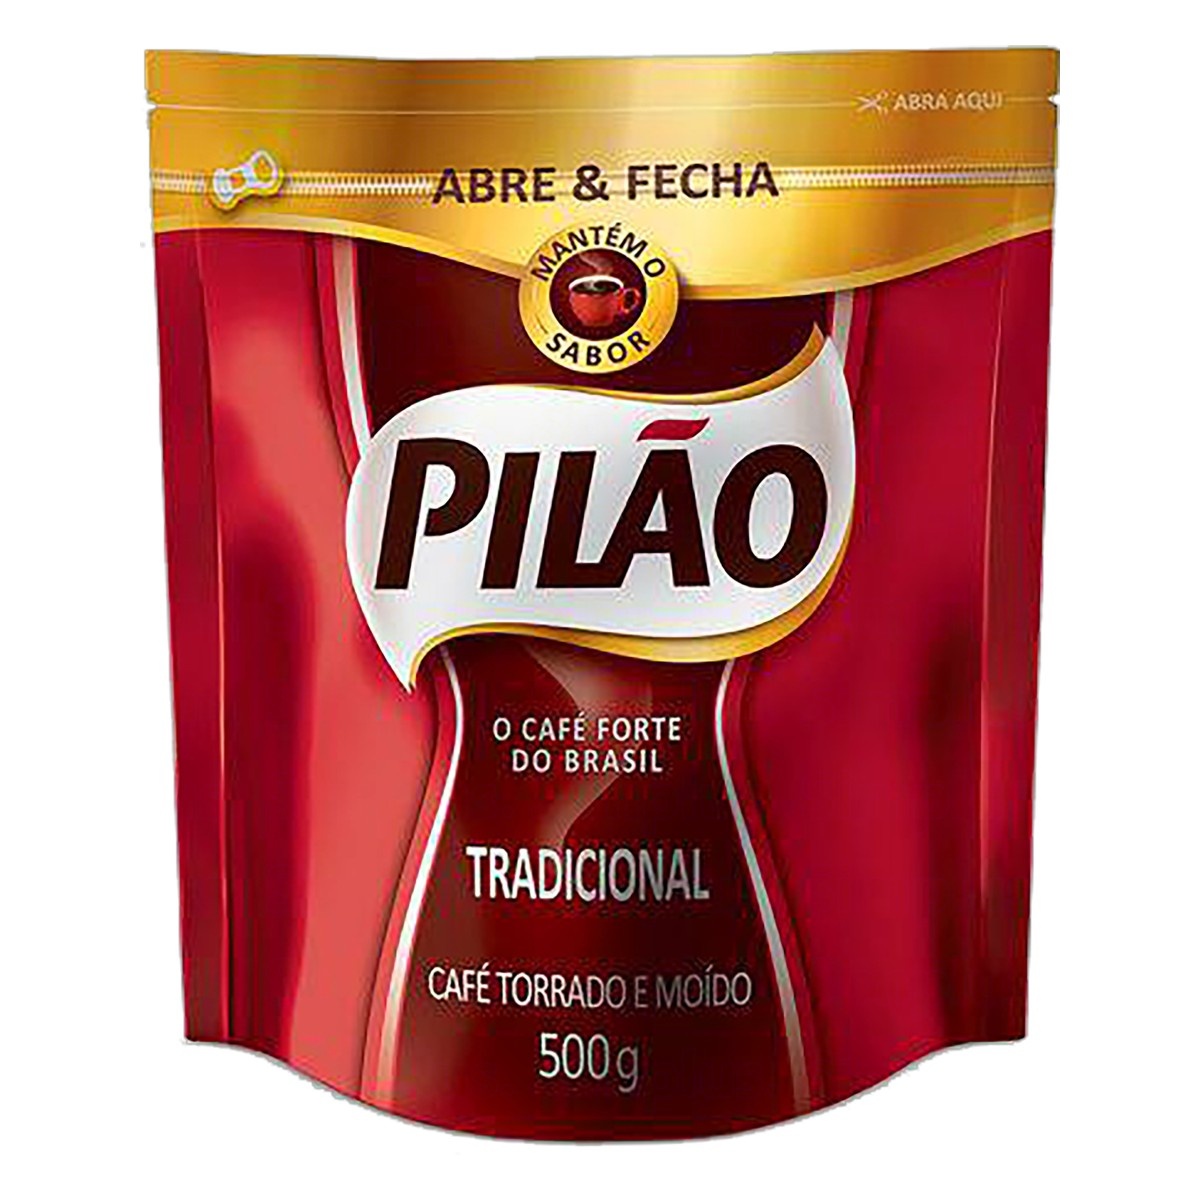 ABRA AQUI
ABRE & FECHA
MANTÉM O
SABOR
PILÃO
O CAFÉ FORTE
DO BRASIL
TRADICIONAL
CAFÉ TORRADO E MOÍDO
500g